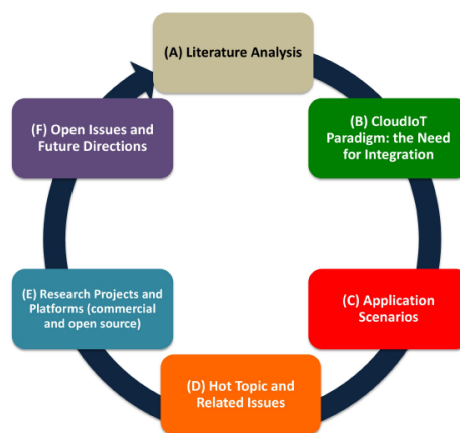 (A) Literature Analysis
(B) CloudIoT
Paradigm: the Need
for Integration
(C) Application
Scenarios
(D) Hot Topic and
Related Issues
(E) Research Projects and
Platforms (commercial
and open source)
(F) Open Issues and
Future Directions